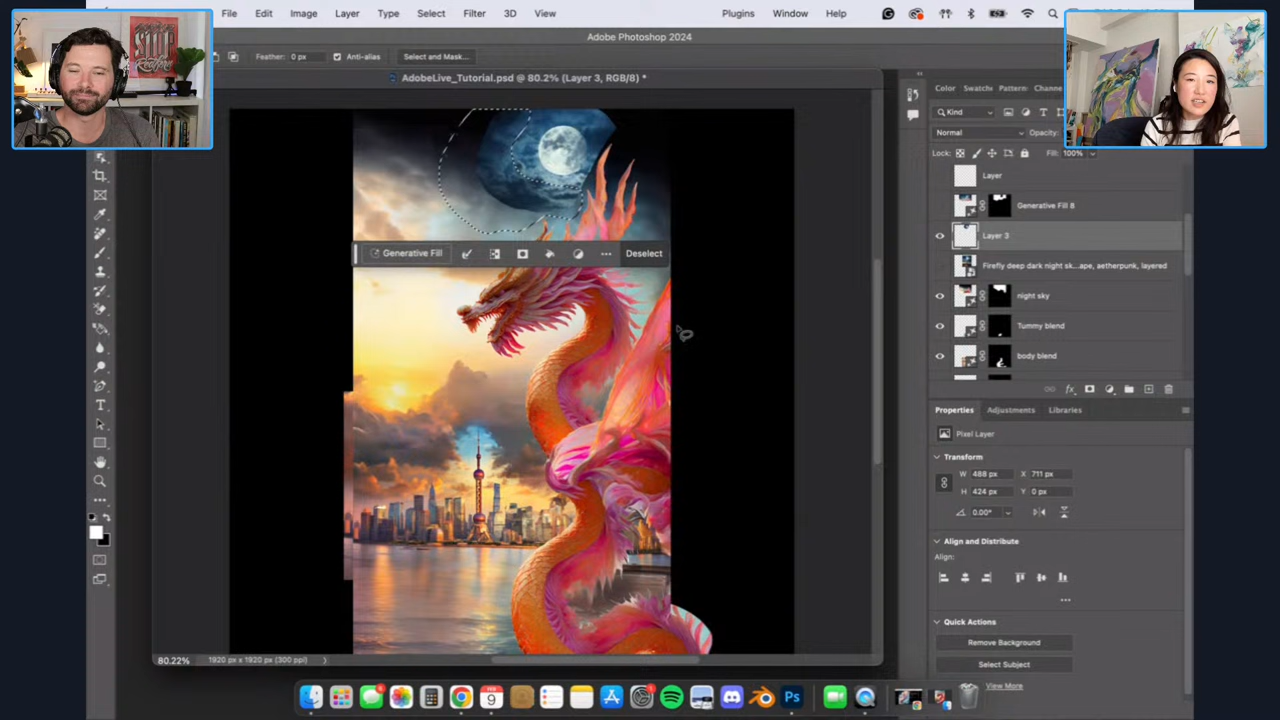 File Edit Image Layer Type Select Filter 3D View Plugins Window Help
Adobe Photoshop 2024
Feather: 0 px Anti-alias Select and Mask...
AdobeLive_Tutorial.psd @ 80.2% (Layer 3, RGB/8) *
Color Swatch Pattern Channe
Kind
Normal Opacity:
Lock: Fill: 100%
Layer
Generative Fill 8
Layer 3
Firefly deep dark night sk...ape, aetherpunk, layered
night sky
Tummy blend
body blend
Generative Fill Deselect
Properties Adjustments Libraries
Pixel Layer
Transform
W 488 px X 711 px
H 424 px Y 0 px
0.00°
Align and Distribute
Align:
Quick Actions
Remove Background
Select Subject
View More
80.22% 1920 px x 1920 px (300 ppi)
FEB
9
Ps